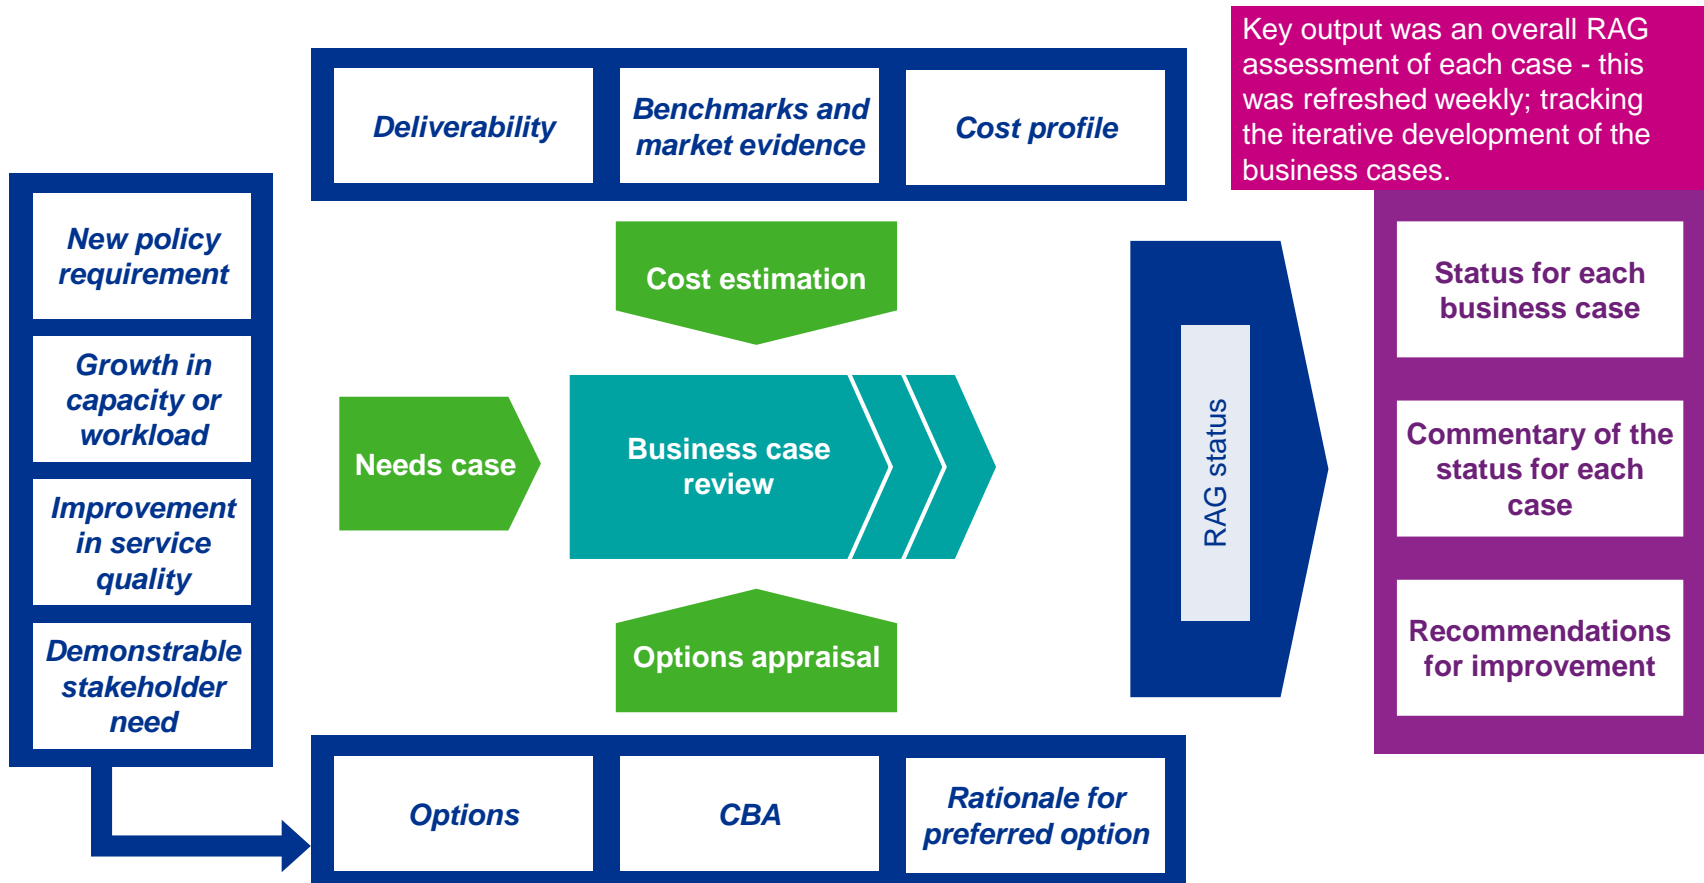 Key output was an overall RAG
assessment of each case - this
was refreshed weekly; tracking
the iterative development of the
business cases.
Deliverability
Benchmarks and
market evidence
Cost profile
New policy
requirement
Growth in
capacity or
workload
Improvement
in service
quality
Demonstrable
stakeholder
need
Cost estimation
Needs case
Business case
review
Options appraisal
Options
CBA
Rationale for
preferred option
RAG status
Status for each
business case
Commentary of the
status for each
case
Recommendations
for improvement